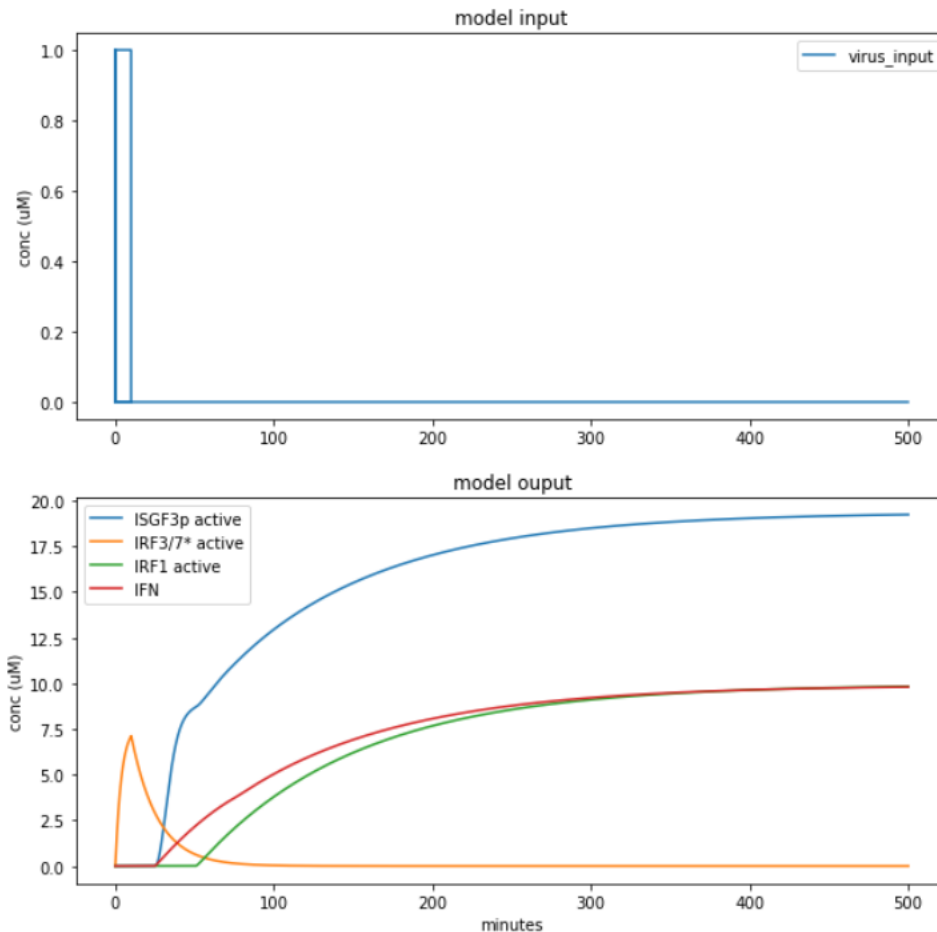 model input
1.0
0.8
0.6
0.4
0.2
0.0
conc (uM)
virus_input
0 100 200 300 400 500
model ouput
20.0
17.5
15.0
12.5
10.0
7.5
5.0
2.5
0.0
conc (uM)
ISGF3p active
IRF3/7* active
IRF1 active
IFN
0 100 200 300 400 500
minutes